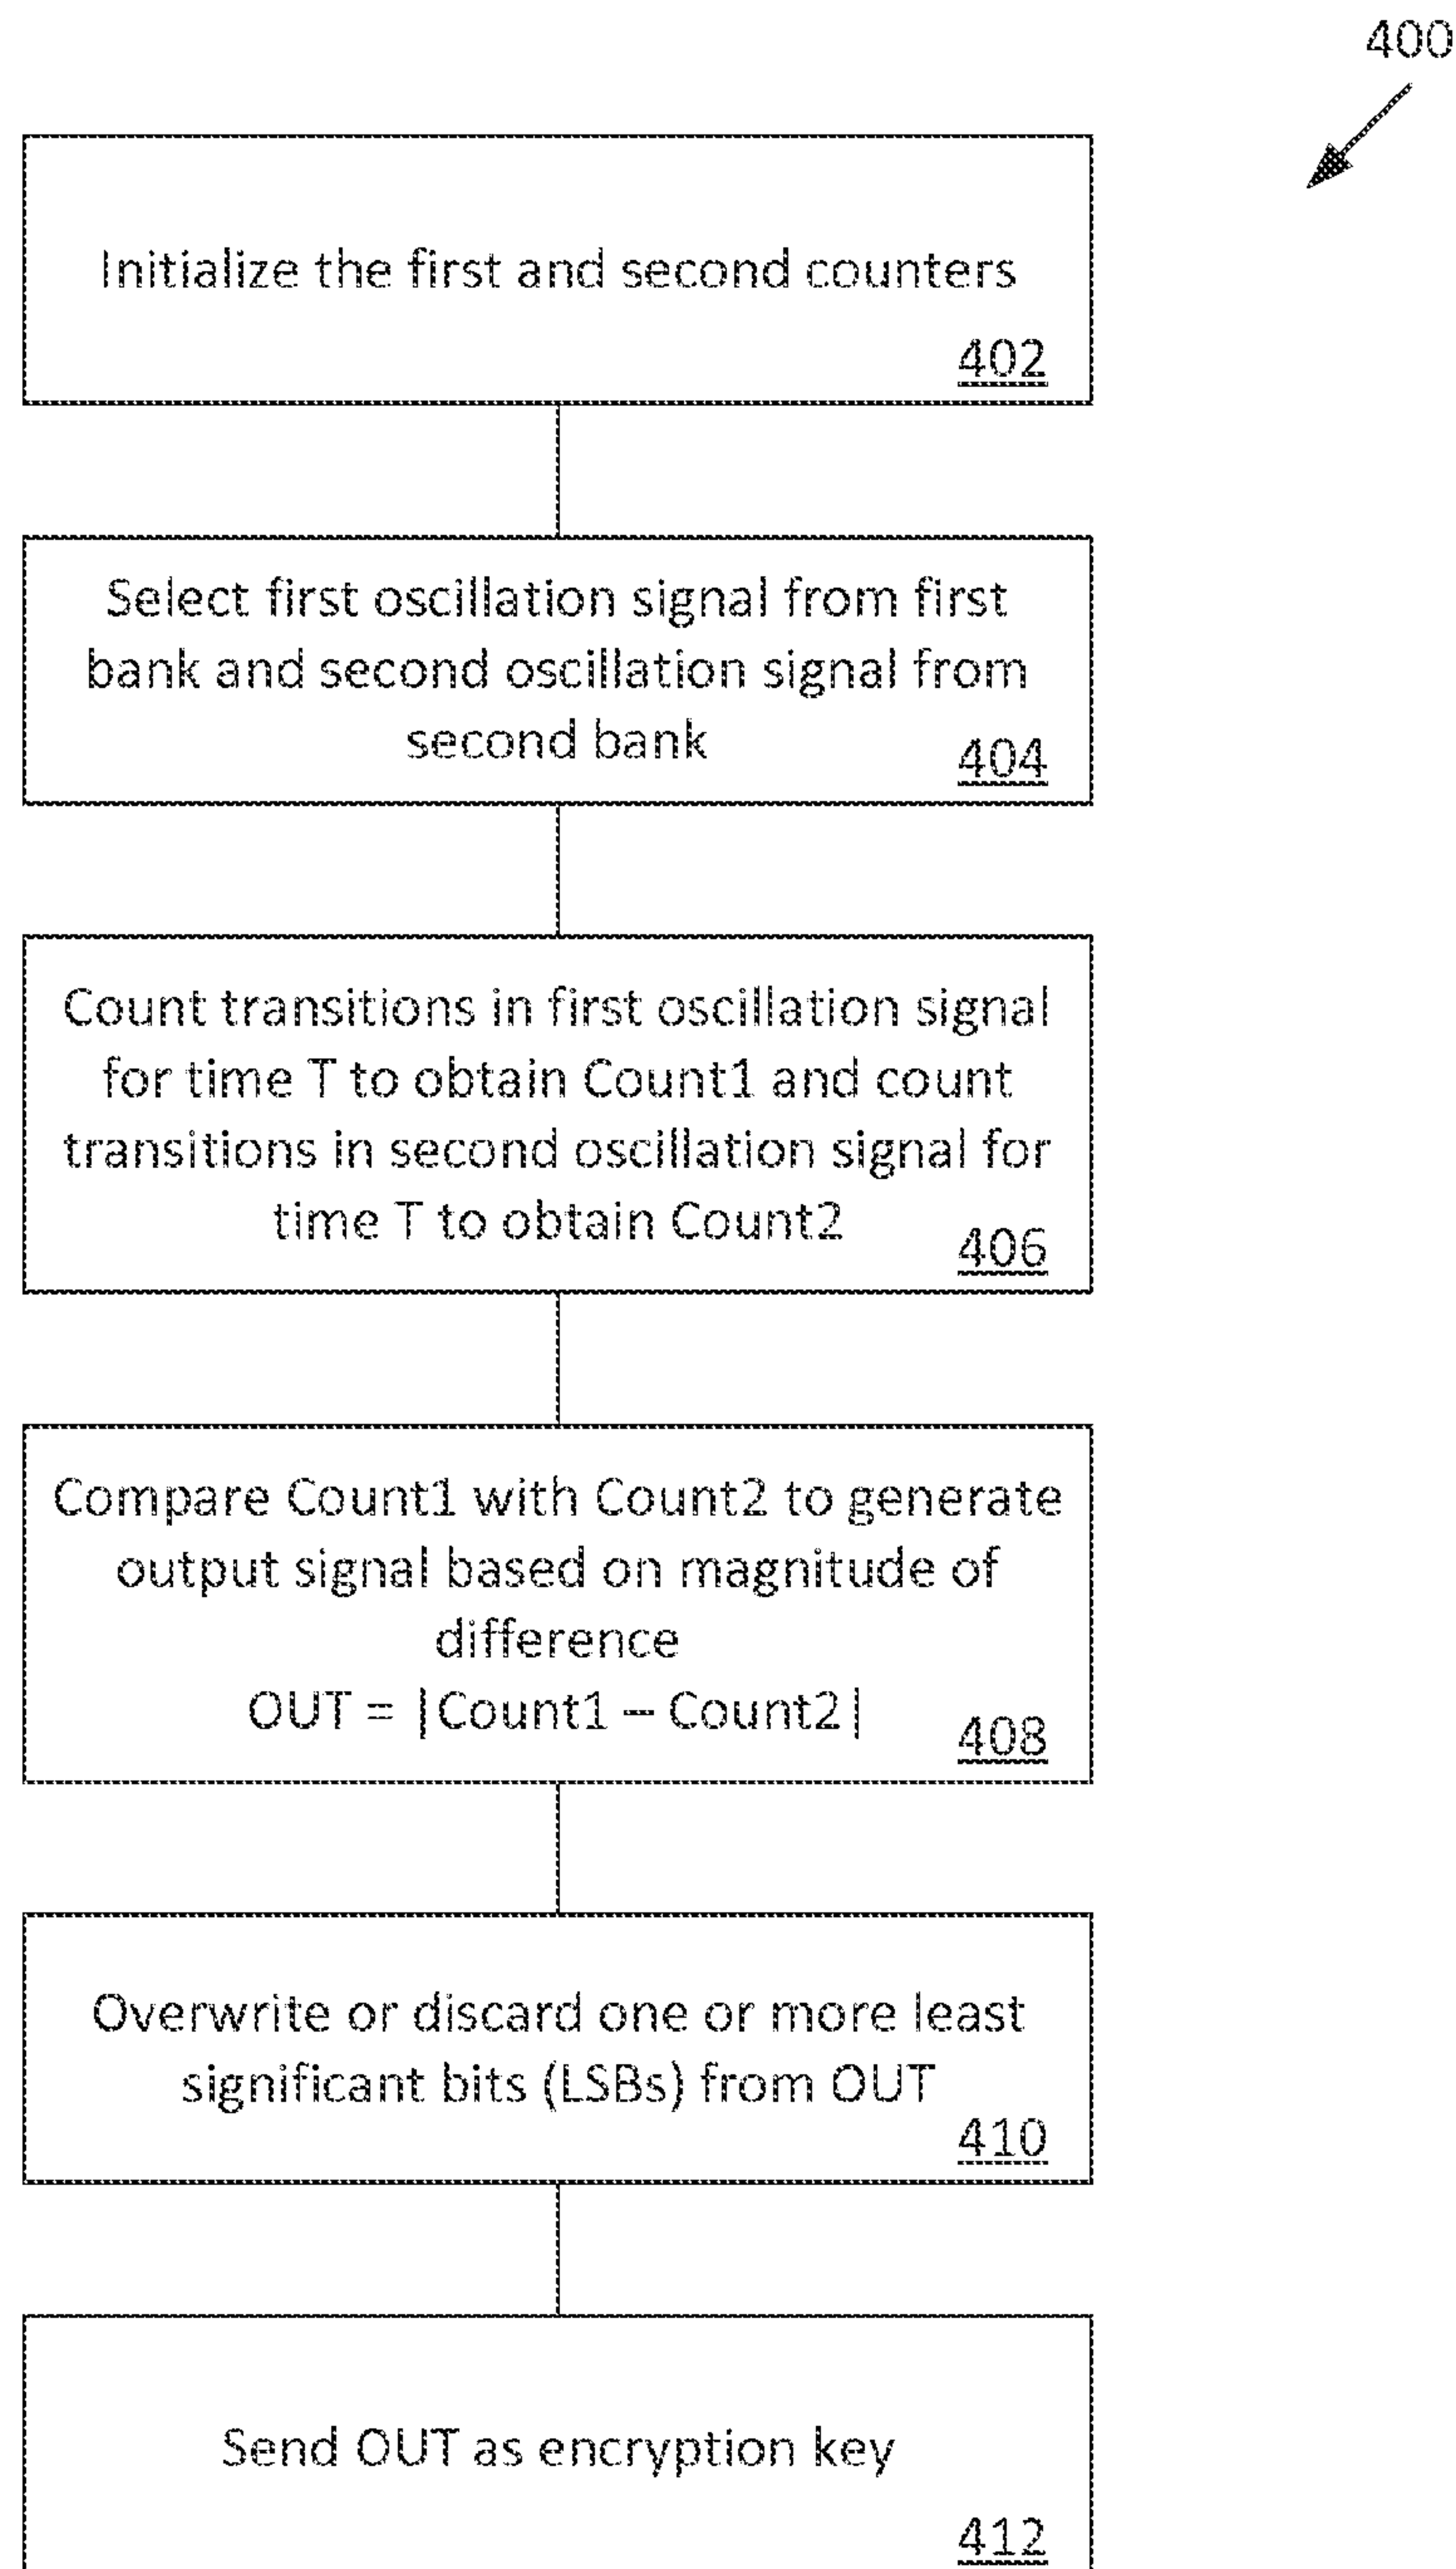 400
Initialize the first and second counters
402
Select first oscillation signal from first
bank and second oscillation signal from
second bank
404
Count transitions in first oscillation signal
for time T to obtain Count1 and count
transitions in second oscillation signal for
time T to obtain Count2
406
Compare Count1 with Count2 to generate
output signal based on magnitude of
difference
OUT = |Count1 – Count2|
408
Overwrite or discard one or more least
significant bits (LSBs) from OUT
410
Send OUT as encryption key
412